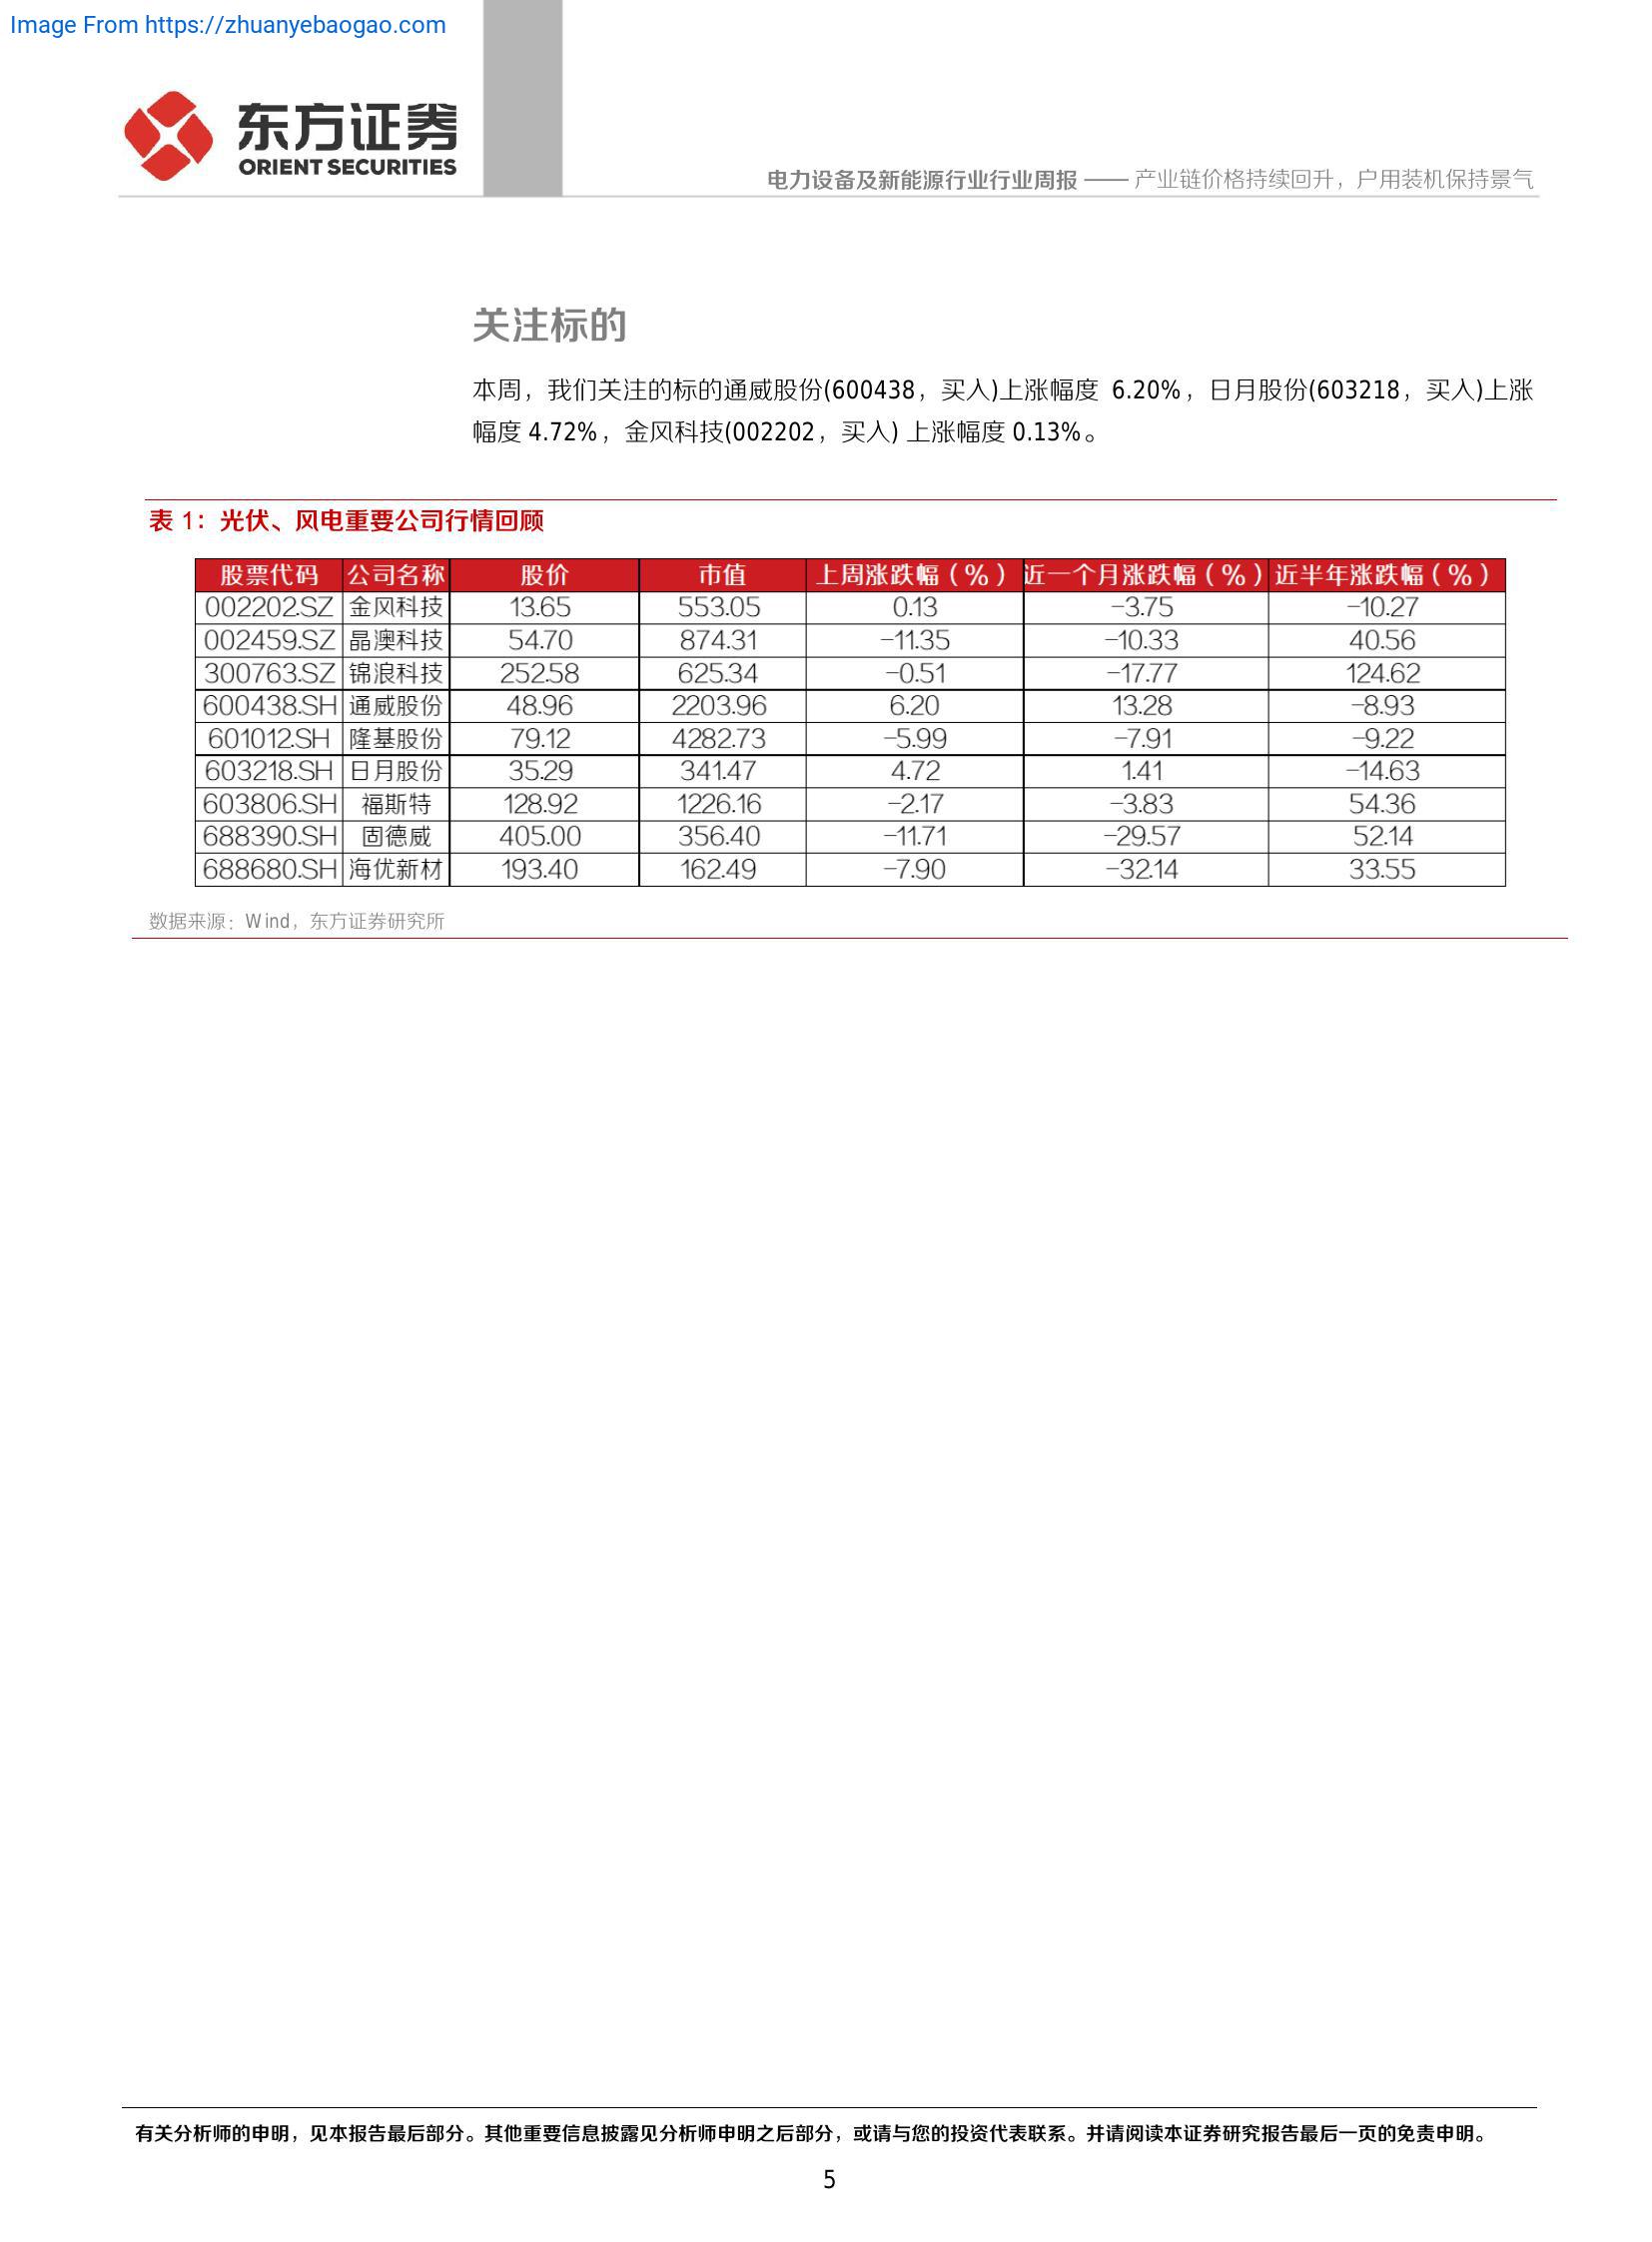 Image From https://zhuanyebaogao.com
东方证券
ORIENT SECURITIES
电力设备及新能源行业行业周报 —— 产业链价格持续回升，户用装机保持景气
关注标的
本周，我们关注的标的通威股份(600438，买入)上涨幅度 6.20%，日月股份(603218，买入)上涨
幅度 4.72%，金风科技(002202，买入) 上涨幅度 0.13%。
表 1：光伏、风电重要公司行情回顾
股票代码 公司名称 股价 市值 上周涨跌幅（%） 近一个月涨跌幅（%） 近半年涨跌幅（%）
002202.SZ 金风科技 13.65 553.05 0.13 -3.75 -10.27
002459.SZ 晶澳科技 54.70 874.31 -11.35 -10.33 40.56
300763.SZ 锦浪科技 252.58 625.34 -0.51 -17.77 124.62
600438.SH 通威股份 48.96 2203.96 6.20 13.28 -8.93
601012.SH 隆基股份 79.12 4282.73 -5.99 -7.91 -9.22
603218.SH 日月股份 35.29 341.47 4.72 1.41 -14.63
603806.SH 福斯特 128.92 1226.16 -2.17 -3.83 54.36
688390.SH 固德威 405.00 356.40 -11.71 -29.57 52.14
688680.SH 海优新材 193.40 162.49 -7.90 -32.14 33.55
数据来源：Wind，东方证券研究所
有关分析师的申明，见本报告最后部分。其他重要信息披露见分析师申明之后部分，或请与您的投资代表联系。并请阅读本证券研究报告最后一页的免责申明。
5